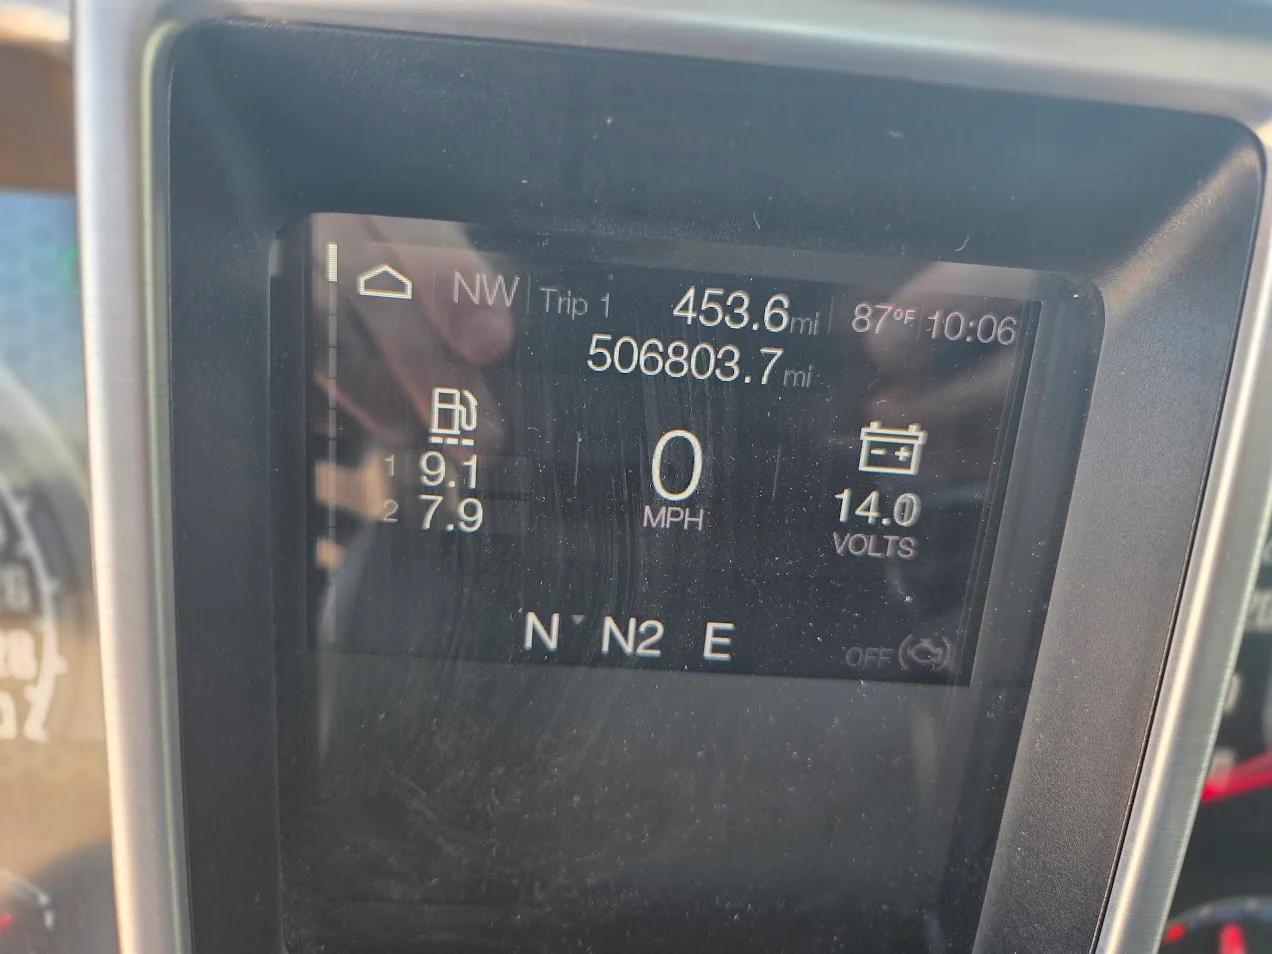 NW Trip 1 453.6mi 87°F 10:06
506803.7mi
1 9.1
2 7.9
0
MPH
14.0
VOLTS
N N2 E
OFF